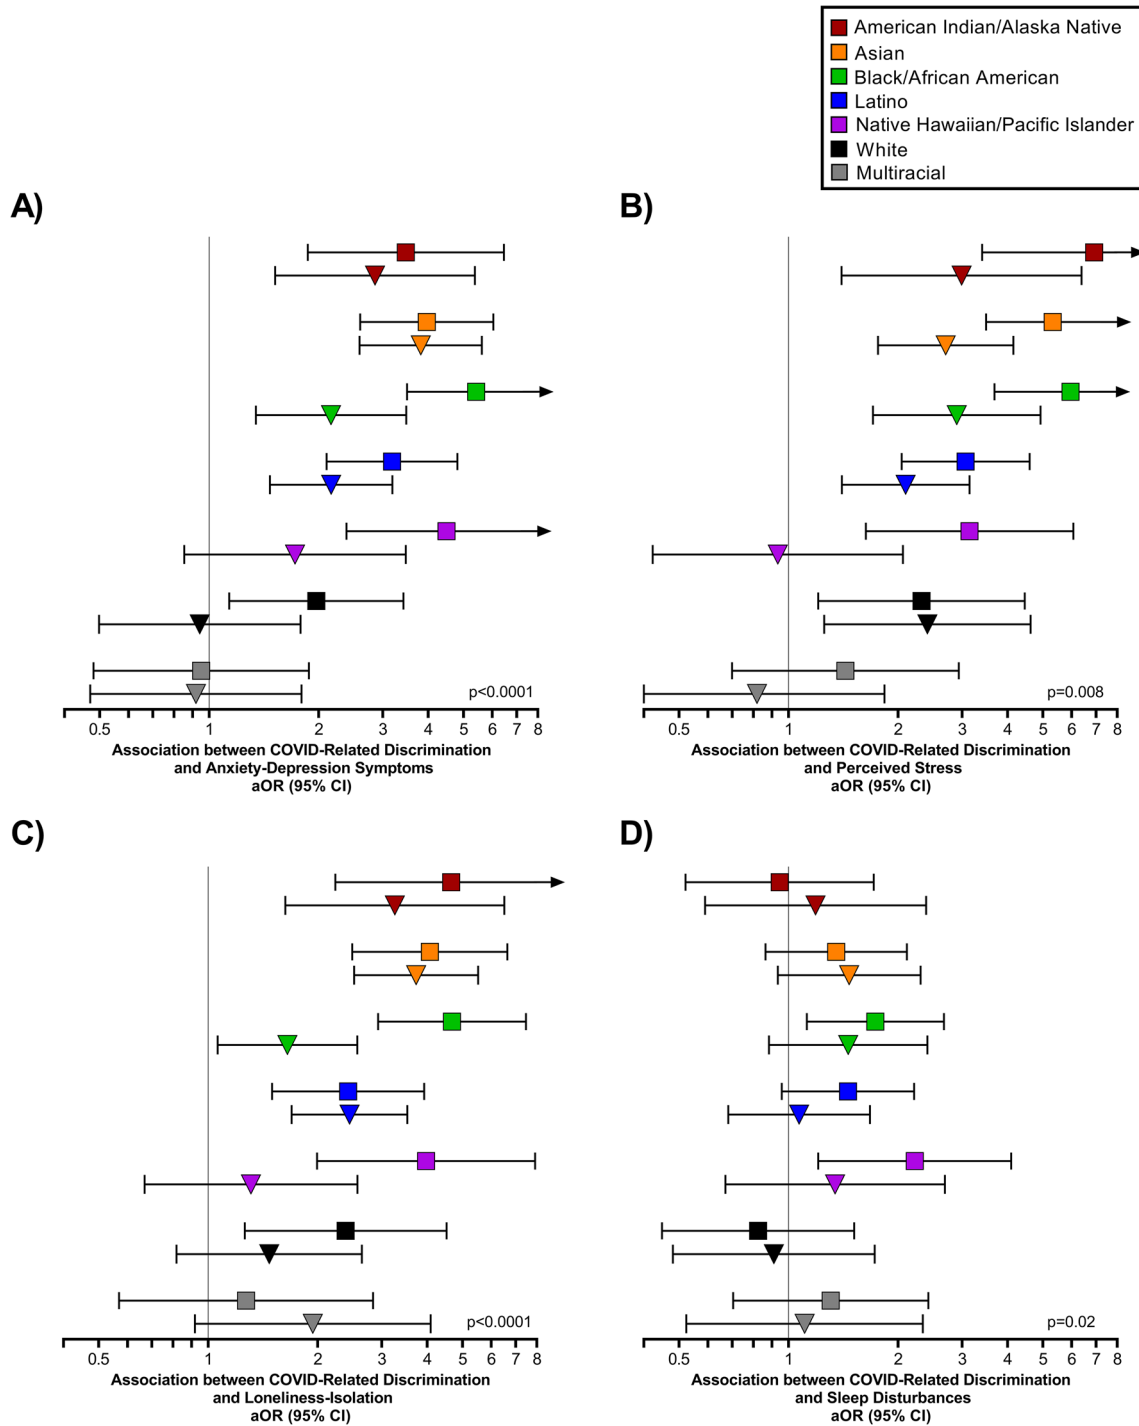 American Indian/Alaska Native
Asian
Black/African American
Latino
Native Hawaiian/Pacific Islander
White
Multiracial
A)
p<0.0001
0.5 1 2 3 4 5 6 7 8
Association between COVID-Related Discrimination
and Anxiety-Depression Symptoms
aOR (95% CI)
B)
p=0.008
0.5 1 2 3 4 5 6 7 8
Association between COVID-Related Discrimination
and Perceived Stress
aOR (95% CI)
C)
p<0.0001
0.5 1 2 3 4 5 6 7 8
Association between COVID-Related Discrimination
and Loneliness-Isolation
aOR (95% CI)
D)
p=0.02
0.5 1 2 3 4 5 6 7 8
Association between COVID-Related Discrimination
and Sleep Disturbances
aOR (95% CI)